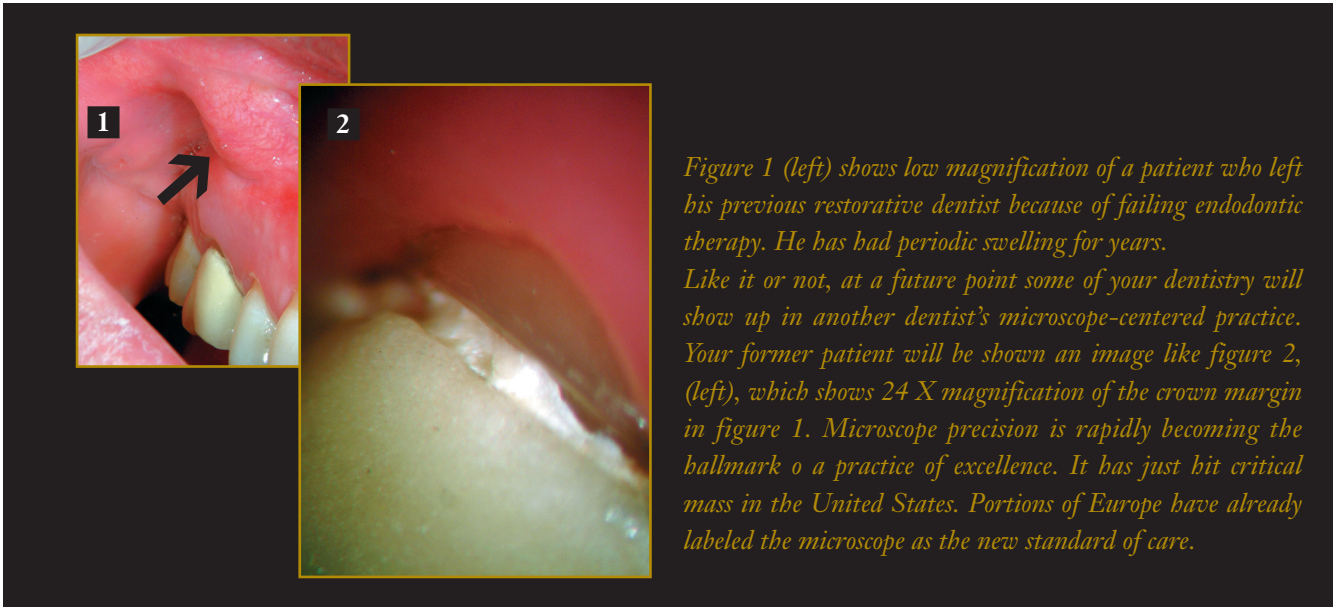 1
2
Figure 1 (left) shows low magnification of a patient who left
his previous restorative dentist because of failing endodontic
therapy. He has had periodic swelling for years.
Like it or not, at a future point some of your dentistry will
show up in another dentist's microscope-centered practice.
Your former patient will be shown an image like figure 2,
(left), which shows 24 X magnification of the crown margin
in figure 1. Microscope precision is rapidly becoming the
hallmark o a practice of excellence. It has just hit critical
mass in the United States. Portions of Europe have already
labeled the microscope as the new standard of care.